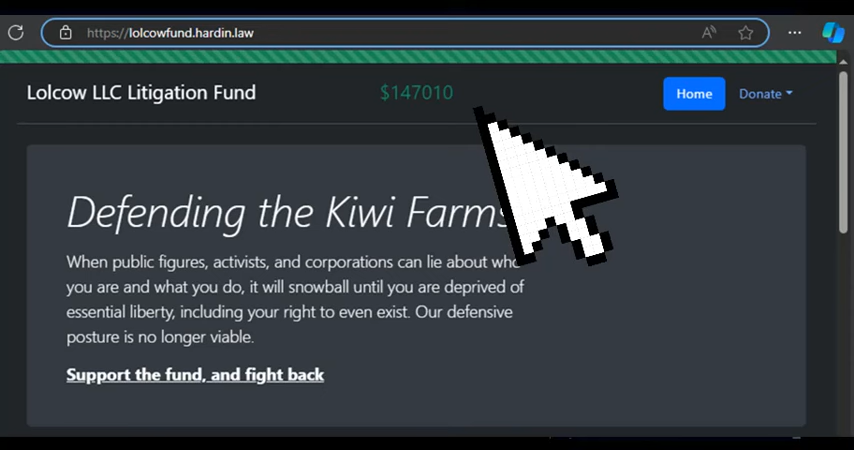 https://lolcowfund.hardin.law
Lolcow LLC Litigation Fund $147010 Home Donate
Defending the Kiwi Farms
When public figures, activists, and corporations can lie about who
you are and what you do, it will snowball until you are deprived of
essential liberty, including your right to even exist. Our defensive
posture is no longer viable.
Support the fund, and fight back